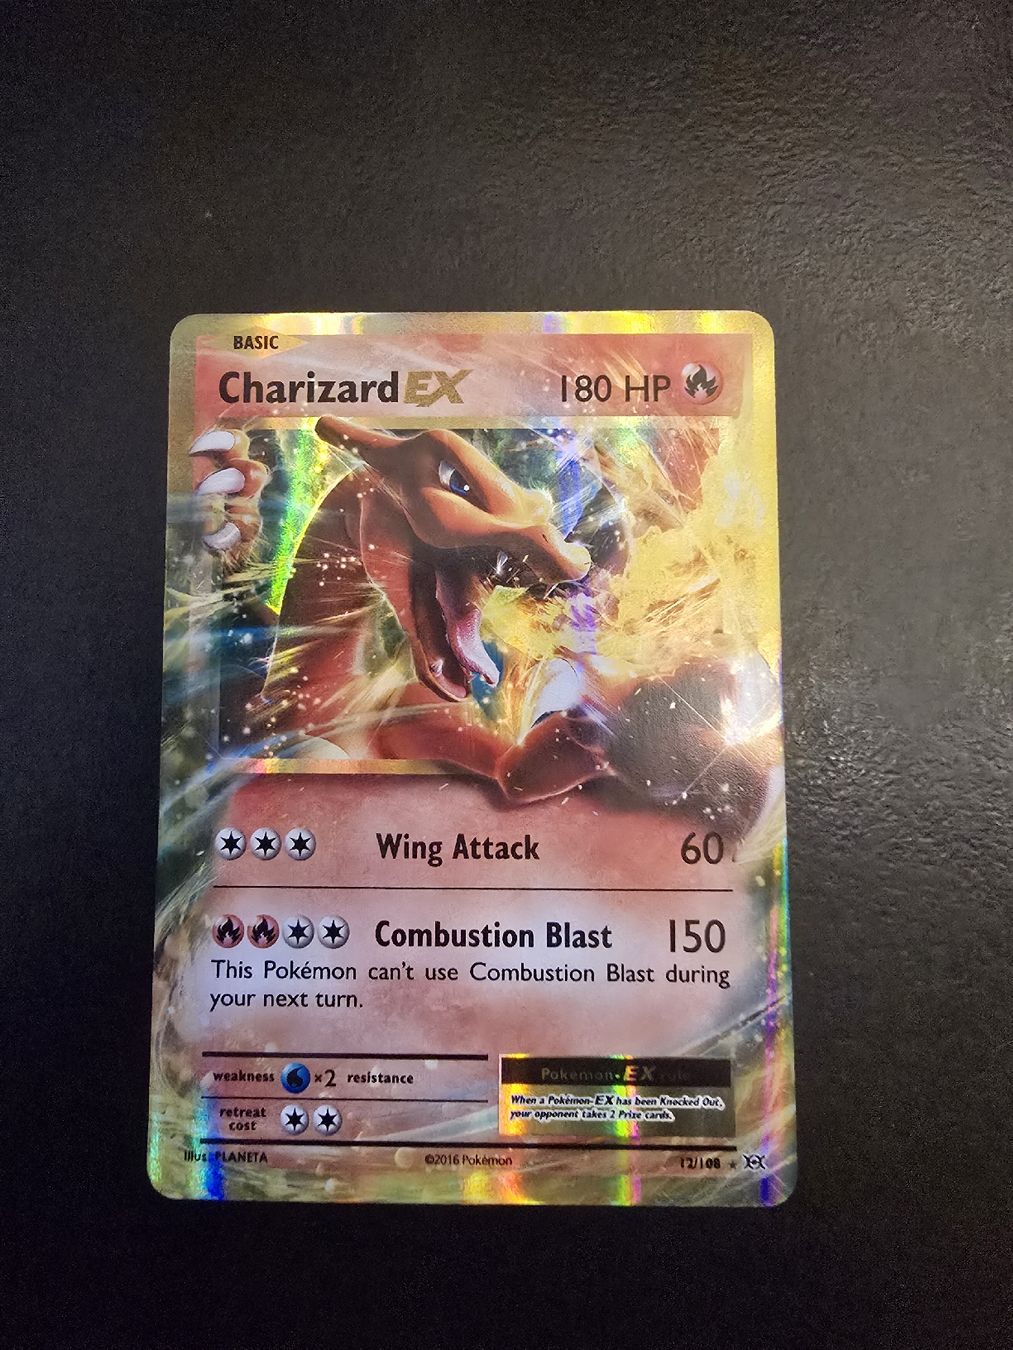 BASIC
Charizard EX 180 HP
Wing Attack 60
Combustion Blast 150
This Pokémon can't use Combustion Blast during
your next turn.
weakness ×2 resistance
retreat
cost
Pokémon-EX rule
When a Pokémon-EX has been Knocked Out,
your opponent takes 2 Prize cards.
Illus. PLANETA ©2016 Pokémon 12/108